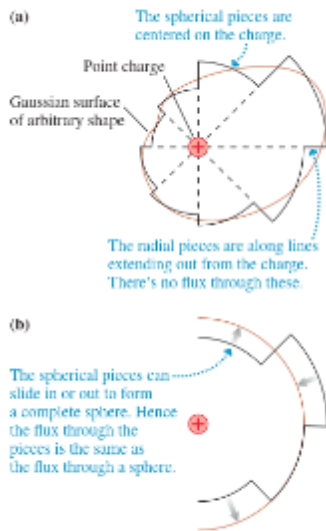 (a)
The spherical pieces are
centered on the charge.
Point charge
Gaussian surface
of arbitrary shape
+
The radial pieces are along lines
extending out from the charge.
There's no flux through these.
(b)
The spherical pieces can
slide in or out to form
a complete sphere. Hence
the flux through the
pieces is the same as
the flux through a sphere.
+